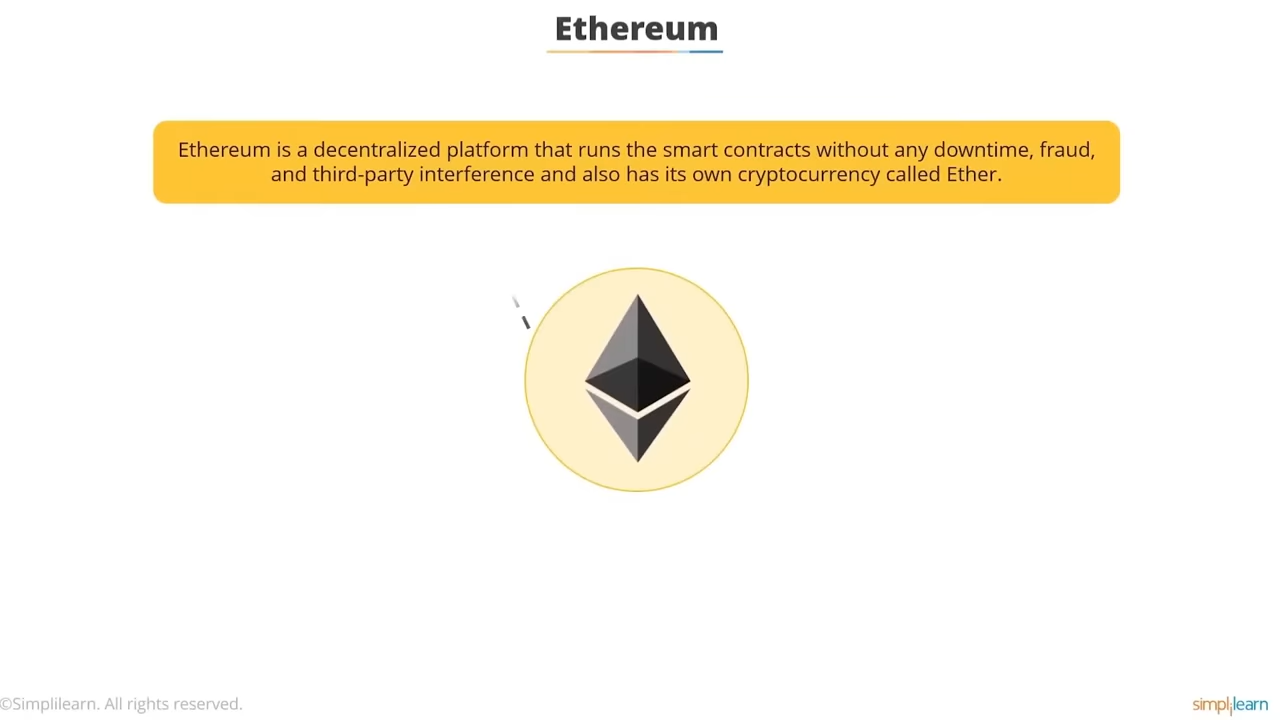 Ethereum
Ethereum is a decentralized platform that runs the smart contracts without any downtime, fraud,
and third-party interference and also has its own cryptocurrency called Ether.
©Simplilearn. All rights reserved.
simplilearn